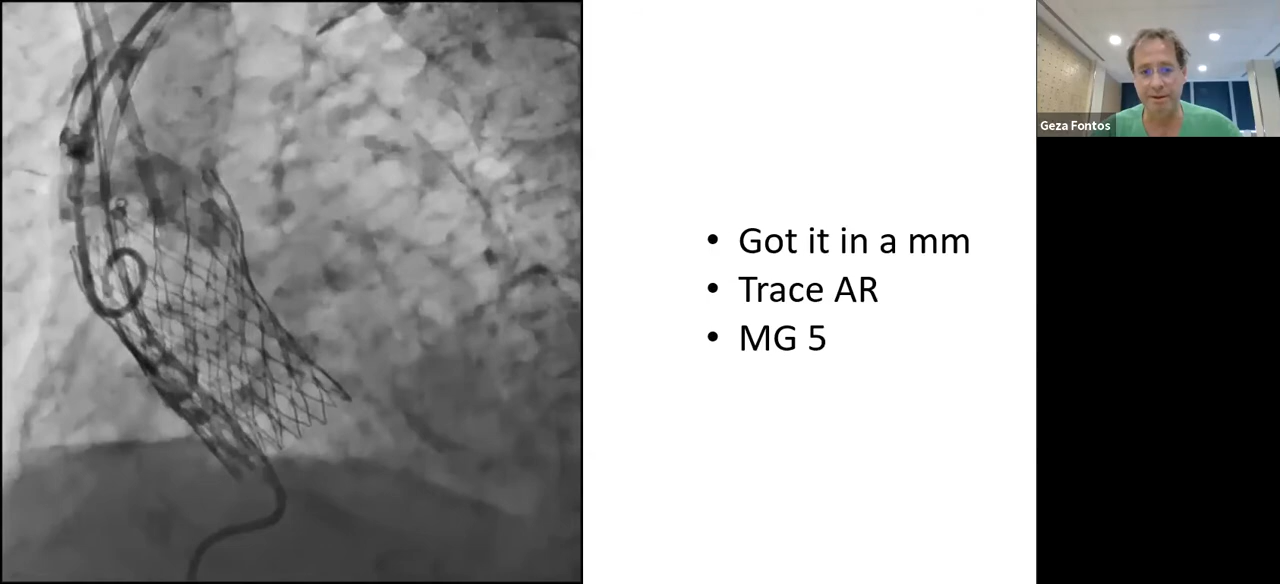 • Got it in a mm
• Trace AR
• MG 5
Geza Fontos